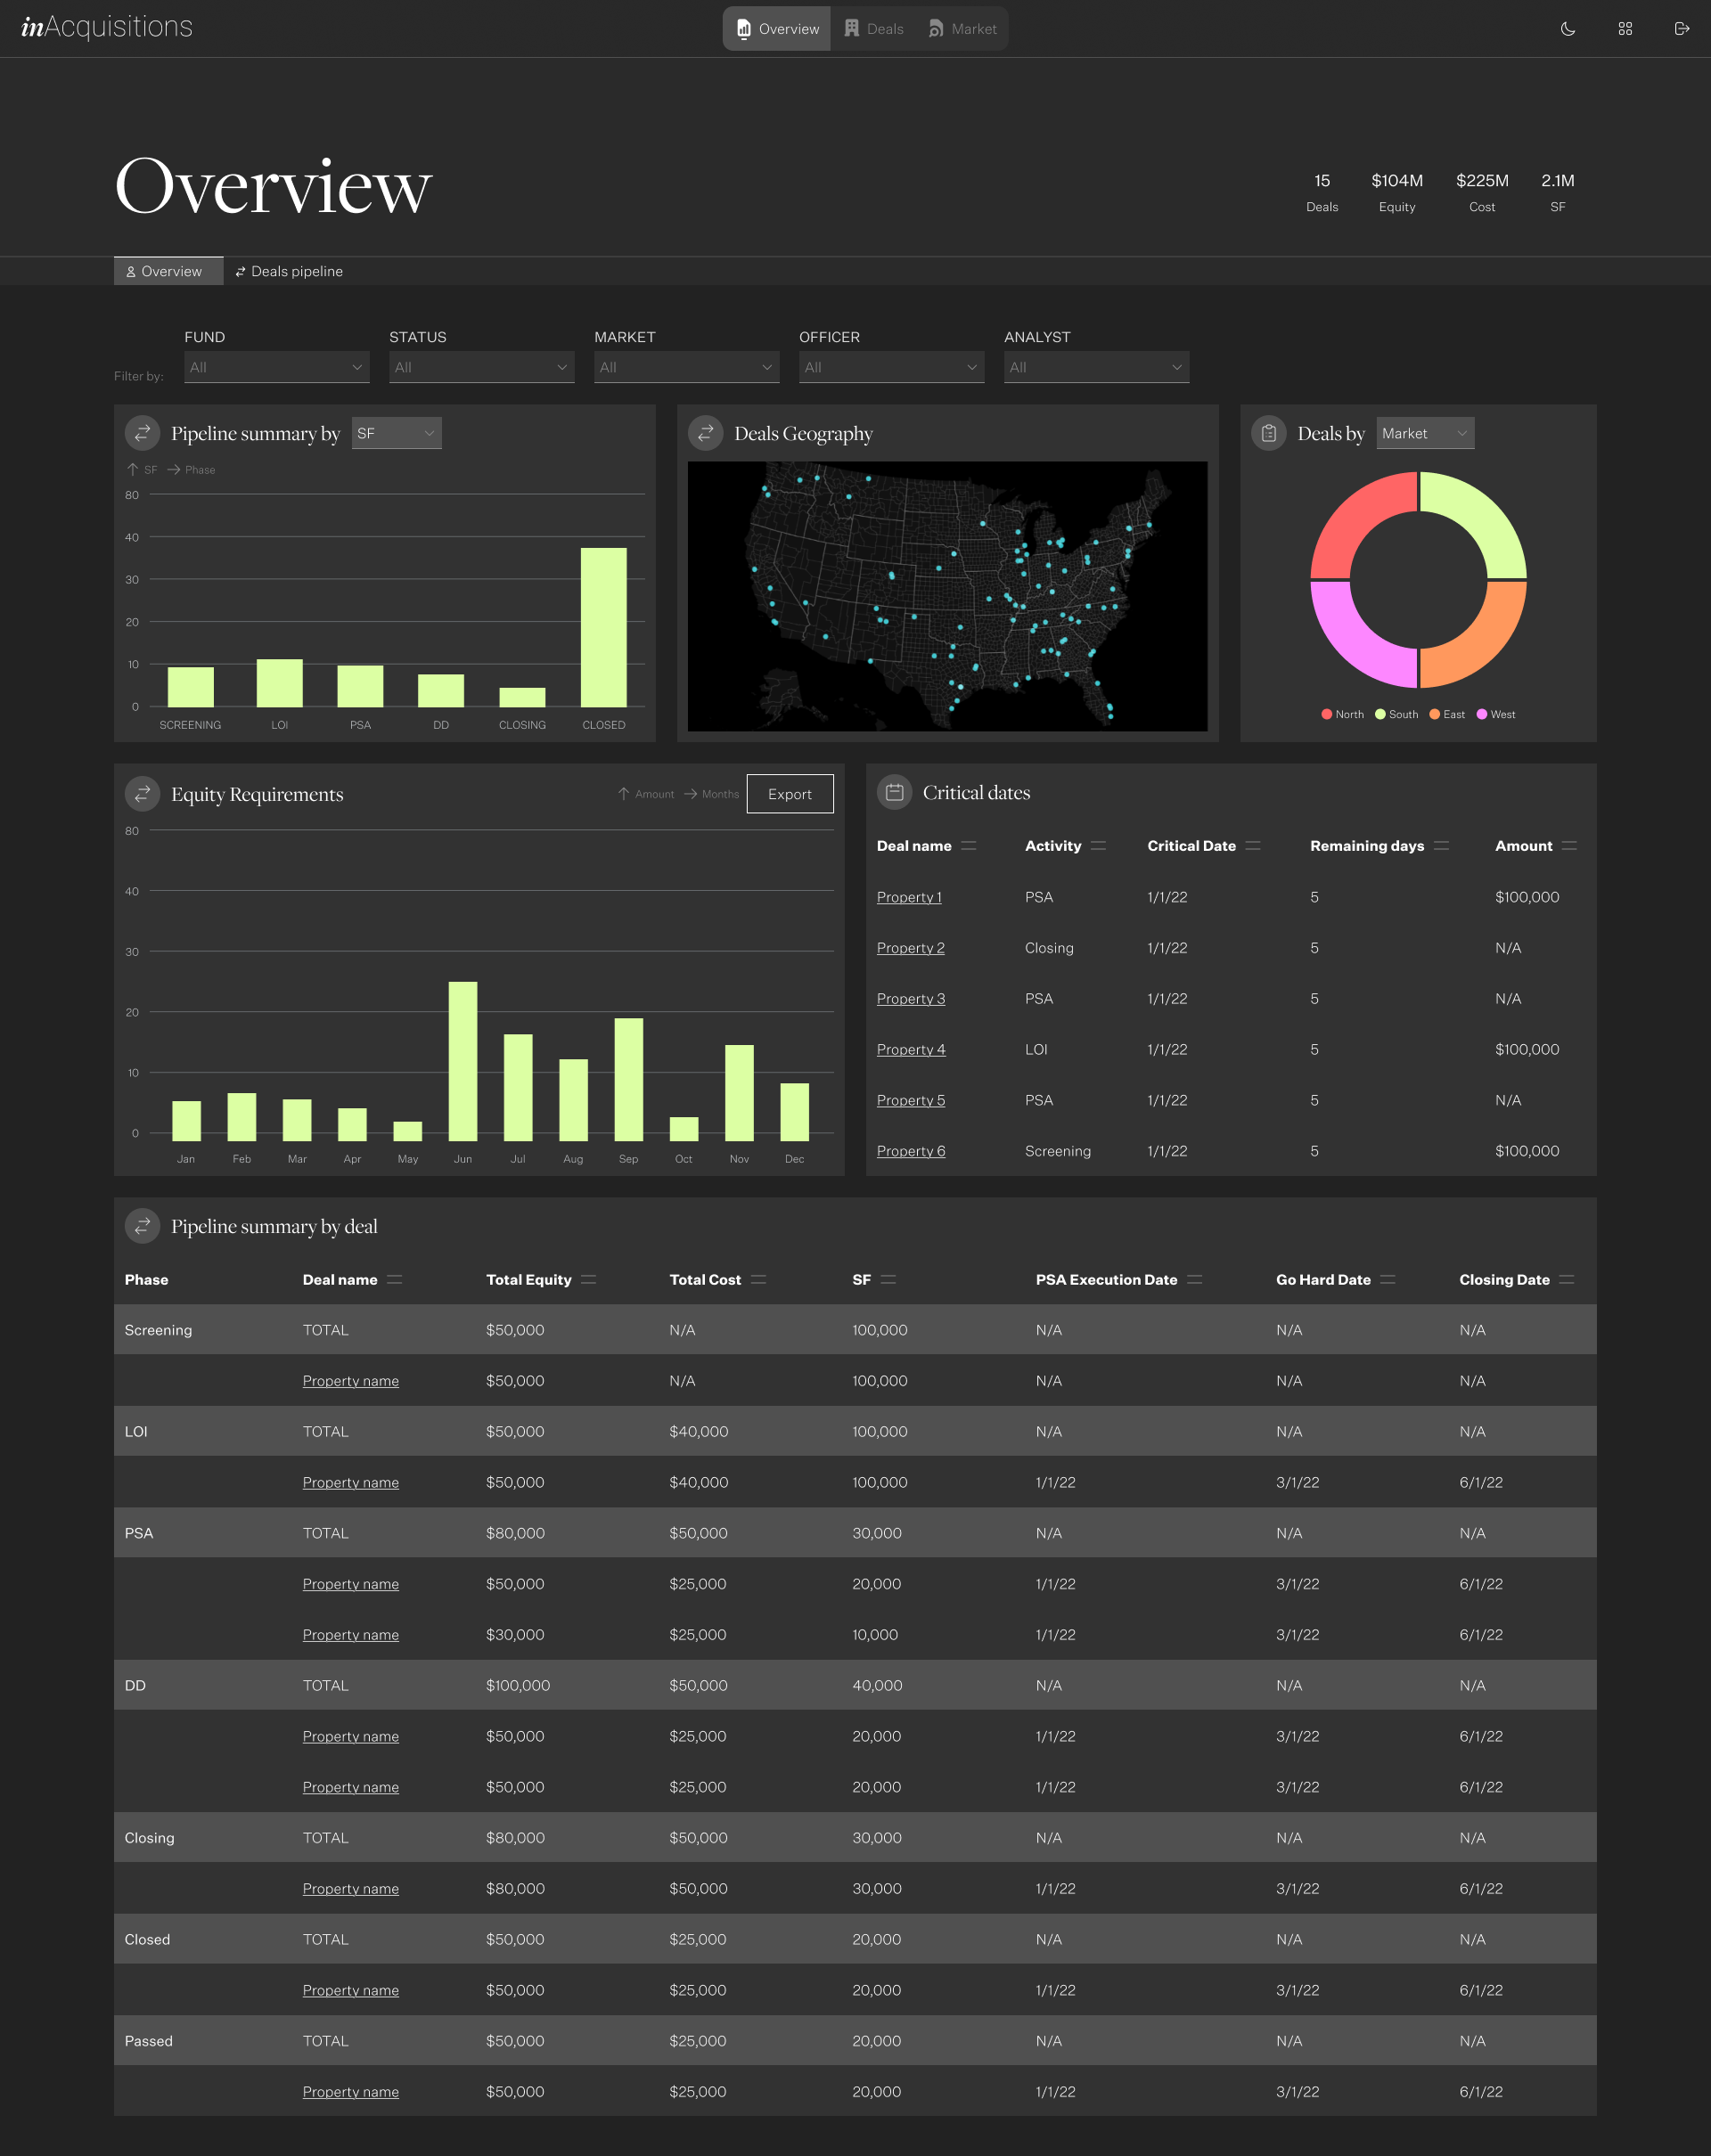 inAcquisitions
Overview
Deals
Market
Overview
15 $104M $225M 2.1M
Deals Equity Cost SF
Overview Deals pipeline
FUND STATUS MARKET OFFICER ANALYST
Filter by: All All All All All
Pipeline summary by SF
SF Phase
80
40
30
20
10
0
SCREENING LOI PSA DD CLOSING CLOSED
Deals Geography
Deals by Market
North South East West
Equity Requirements
Amount Months Export
80
40
30
20
10
0
Jan Feb Mar Apr May Jun Jul Aug Sep Oct Nov Dec
Critical dates
Deal name Activity Critical Date Remaining days Amount
Property 1 PSA 1/1/22 5 $100,000
Property 2 Closing 1/1/22 5 N/A
Property 3 PSA 1/1/22 5 N/A
Property 4 LOI 1/1/22 5 $100,000
Property 5 PSA 1/1/22 5 N/A
Property 6 Screening 1/1/22 5 $100,000
Pipeline summary by deal
Phase Deal name Total Equity Total Cost SF PSA Execution Date Go Hard Date Closing Date
Screening TOTAL $50,000 N/A 100,000 N/A N/A N/A
Property name $50,000 N/A 100,000 N/A N/A N/A
LOI TOTAL $50,000 $40,000 100,000 N/A N/A N/A
Property name $50,000 $40,000 100,000 1/1/22 3/1/22 6/1/22
PSA TOTAL $80,000 $50,000 30,000 N/A N/A N/A
Property name $50,000 $25,000 20,000 1/1/22 3/1/22 6/1/22
Property name $30,000 $25,000 10,000 1/1/22 3/1/22 6/1/22
DD TOTAL $100,000 $50,000 40,000 N/A N/A N/A
Property name $50,000 $25,000 20,000 1/1/22 3/1/22 6/1/22
Property name $50,000 $25,000 20,000 1/1/22 3/1/22 6/1/22
Closing TOTAL $80,000 $50,000 30,000 N/A N/A N/A
Property name $80,000 $50,000 30,000 1/1/22 3/1/22 6/1/22
Closed TOTAL $50,000 $25,000 20,000 N/A N/A N/A
Property name $50,000 $25,000 20,000 1/1/22 3/1/22 6/1/22
Passed TOTAL $50,000 $25,000 20,000 N/A N/A N/A
Property name $50,000 $25,000 20,000 1/1/22 3/1/22 6/1/22